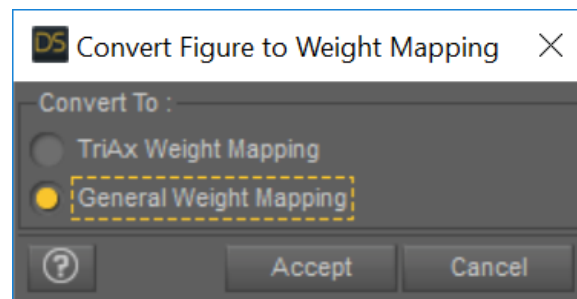 DS Convert Figure to Weight Mapping
Convert To :
TriAx Weight Mapping
General Weight Mapping
? Accept Cancel